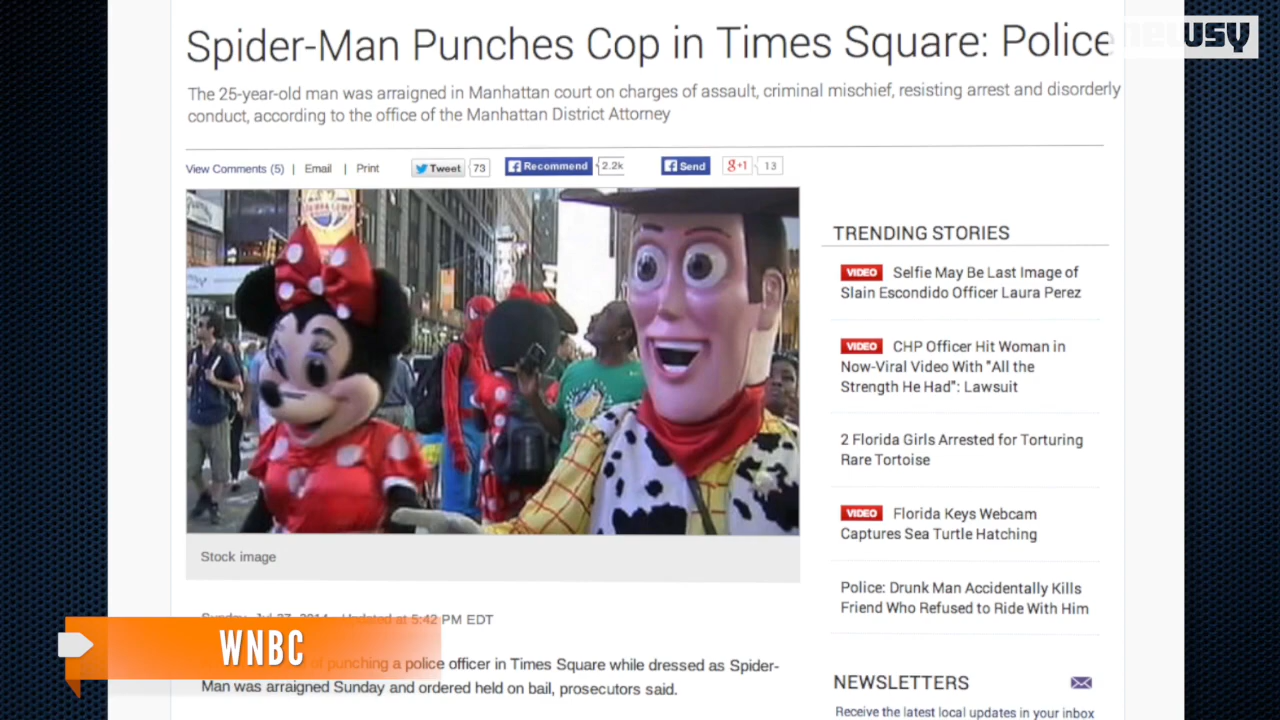 Spider-Man Punches Cop in Times Square: Police
newsy
The 25-year-old man was arraigned in Manhattan court on charges of assault, criminal mischief, resisting arrest and disorderly
conduct, according to the office of the Manhattan District Attorney
View Comments (5) | Email | Print
Tweet 73
Recommend 2.2k
Send
g+1 13
Stock image
Sunday, Jul 27, 2014 Updated at 5:42 PM EDT
of punching a police officer in Times Square while dressed as Spider-
Man was arraigned Sunday and ordered held on bail, prosecutors said.
WNBC
TRENDING STORIES
VIDEO Selfie May Be Last Image of
Slain Escondido Officer Laura Perez
VIDEO CHP Officer Hit Woman in
Now-Viral Video With "All the
Strength He Had": Lawsuit
2 Florida Girls Arrested for Torturing
Rare Tortoise
VIDEO Florida Keys Webcam
Captures Sea Turtle Hatching
Police: Drunk Man Accidentally Kills
Friend Who Refused to Ride With Him
NEWSLETTERS
Receive the latest local updates in your inbox